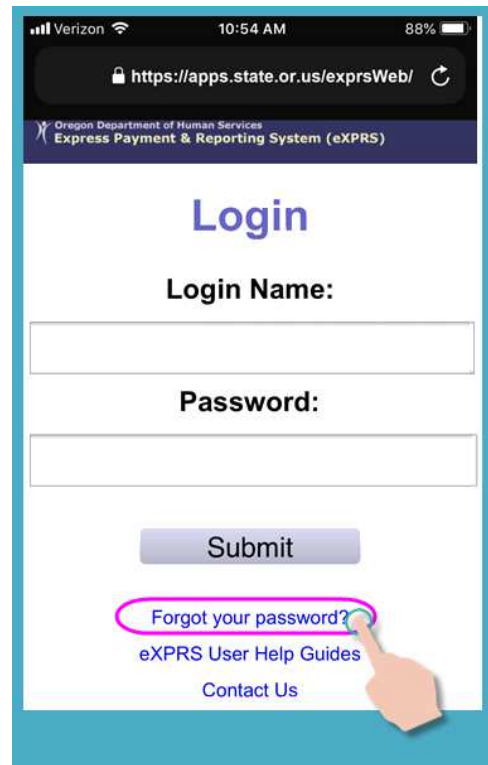 Verizon 10:54 AM 88%
https://apps.state.or.us/exprsWeb/
Oregon Department of Human Services
Express Payment & Reporting System (eXPRS)
Login
Login Name:
Password:
Submit
Forgot your password?
eXPRS User Help Guides
Contact Us